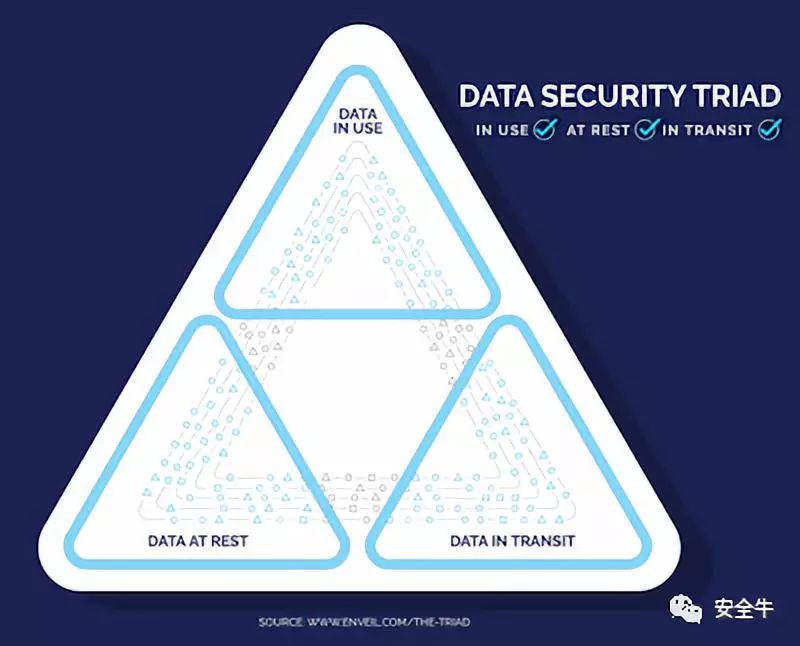 DATA SECURITY TRIAD
IN USE AT REST IN TRANSIT
DATA
IN USE
DATA AT REST
DATA IN TRANSIT
SOURCE: WWW.ENVEIL.COM/THE-TRIAD
安全牛